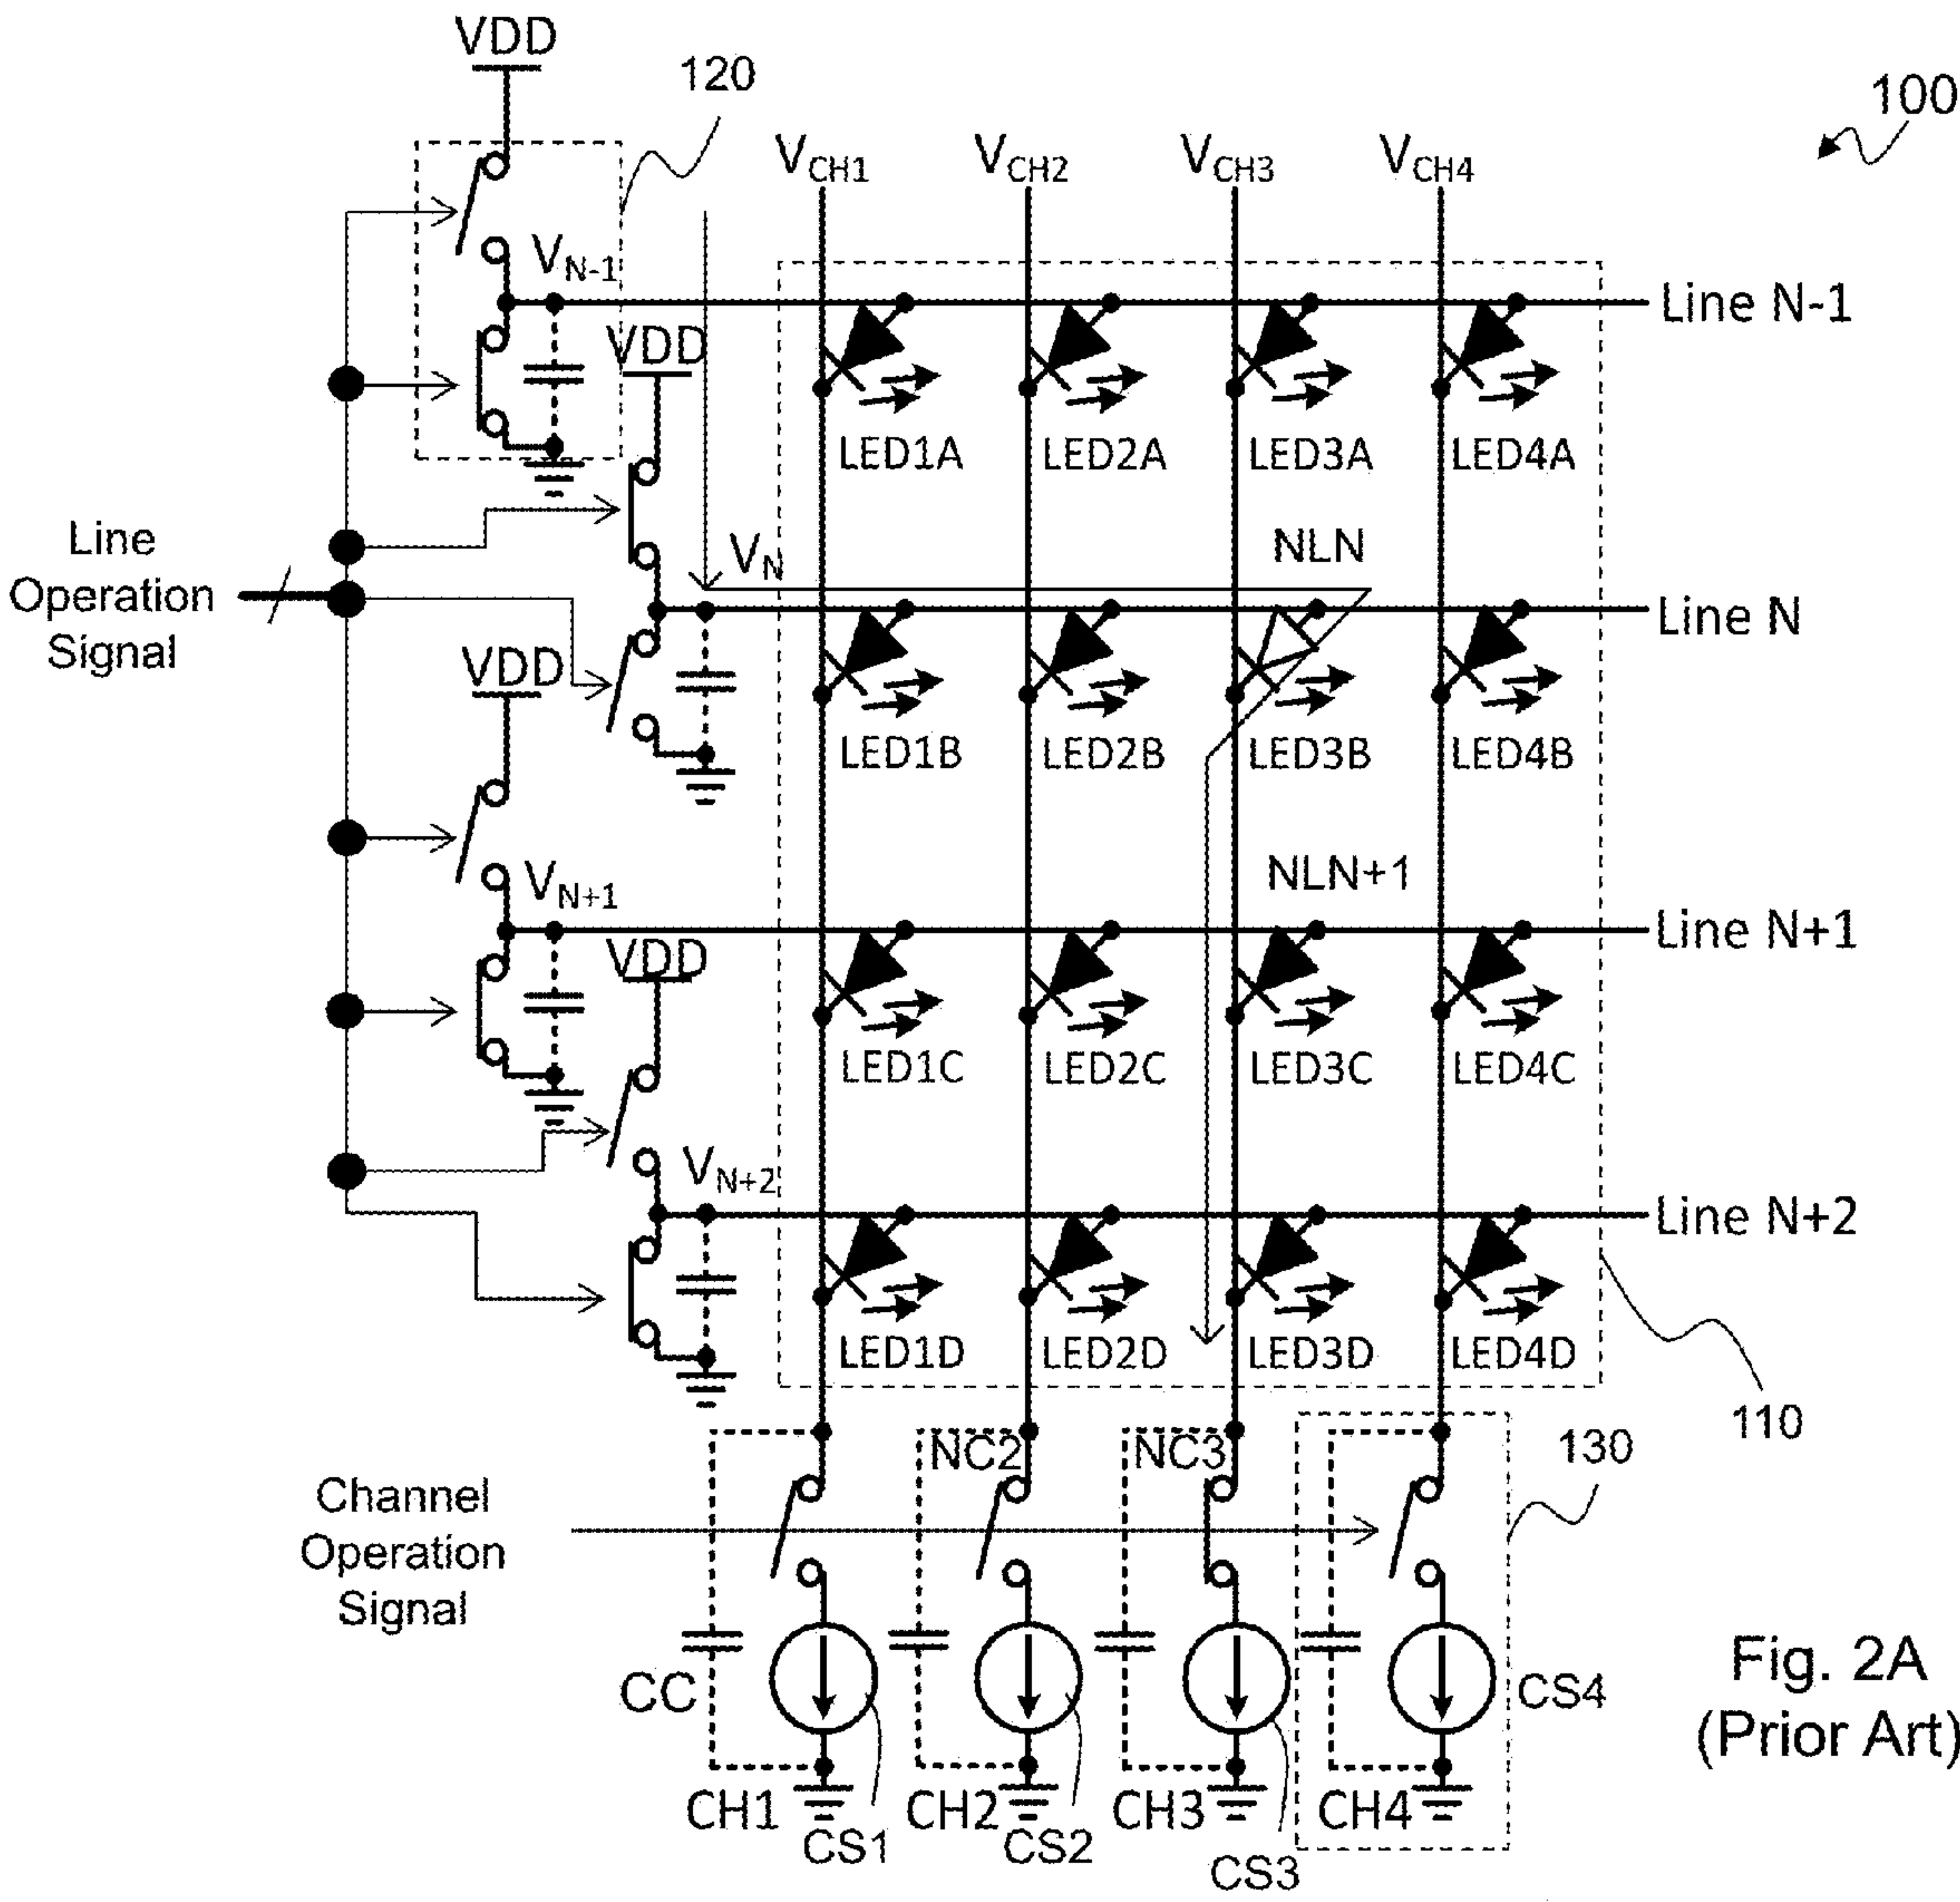 VDD
120
100
VCH1 VCH2 VCH3 VCH4
VN-1
Line N-1
VDD
LED1A LED2A LED3A LED4A
Line
Operation
Signal
VN
NLN
Line N
VDD
LED1B LED2B LED3B LED4B
VN+1
NLN+1
Line N+1
VDD
LED1C LED2C LED3C LED4C
VN+2
Line N+2
LED1D LED2D LED3D LED4D
110
NC2 NC3
130
Channel
Operation
Signal
CC
CS4
CH1 CH2 CH3 CH4
CS1 CS2 CS3
Fig. 2A
(Prior Art)